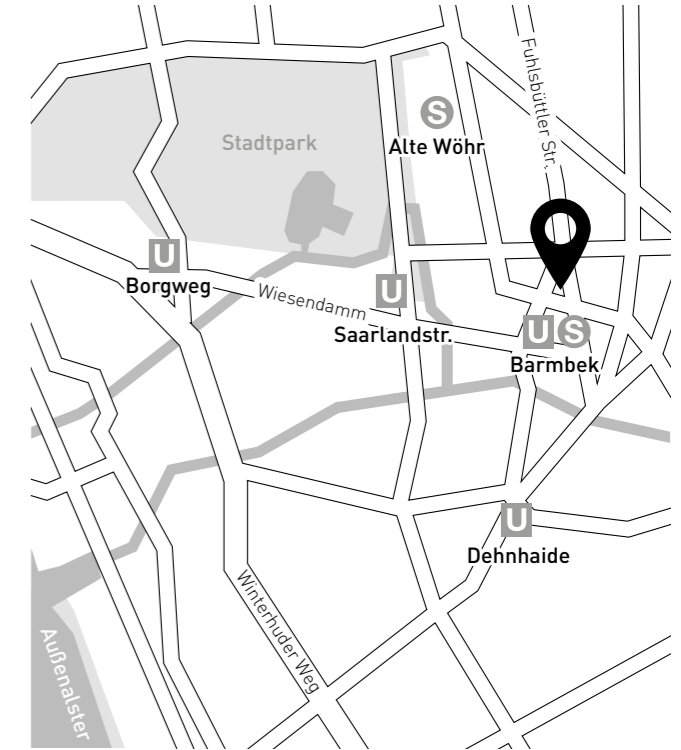 Fuhlsbüttler Str.
S
Alte Wöhr
Stadtpark
U
Borgweg
Wiesendamm
U
Saarlandstr.
U S
Barmbek
U
Dehnhaide
Winterhuder Weg
Außenalster